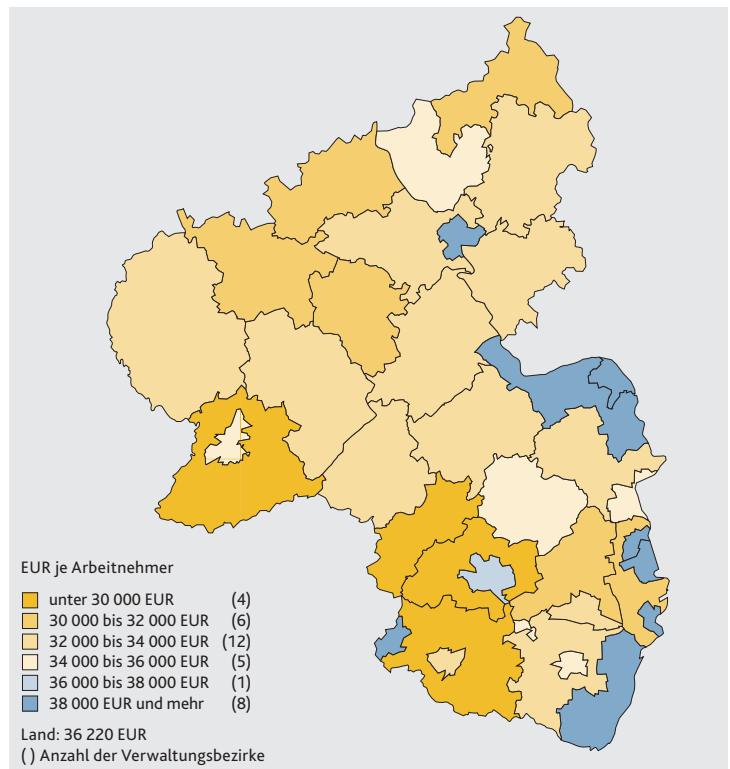 EUR je Arbeitnehmer
unter 30 000 EUR (4)
30 000 bis 32 000 EUR (6)
32 000 bis 34 000 EUR (12)
34 000 bis 36 000 EUR (5)
36 000 bis 38 000 EUR (1)
38 000 EUR und mehr (8)
Land: 36 220 EUR
( ) Anzahl der Verwaltungsbezirke